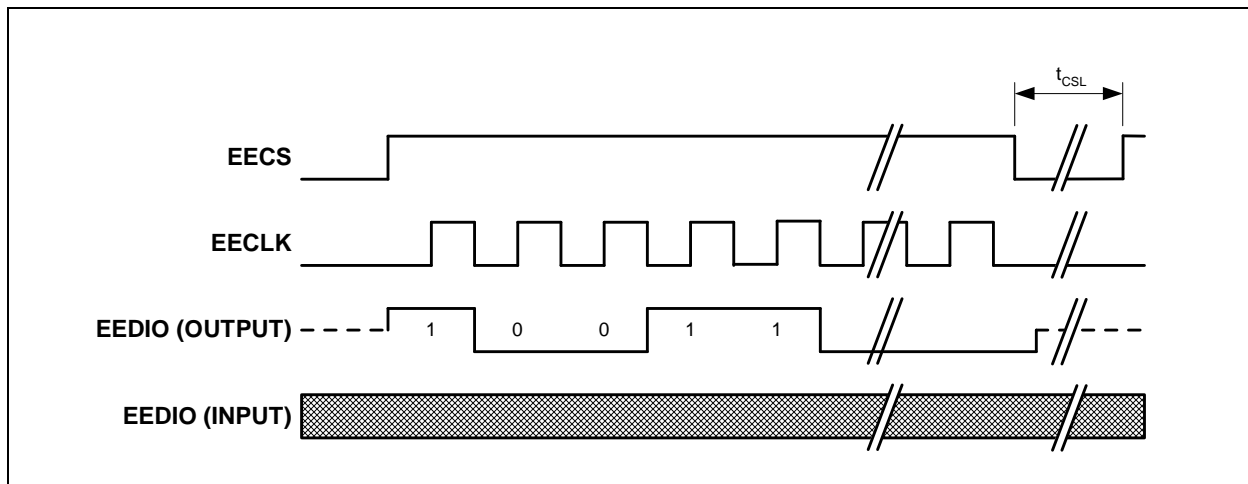 tCSL
EECS
EECLK
EEDIO (OUTPUT) 1 0 0 1 1
EEDIO (INPUT)